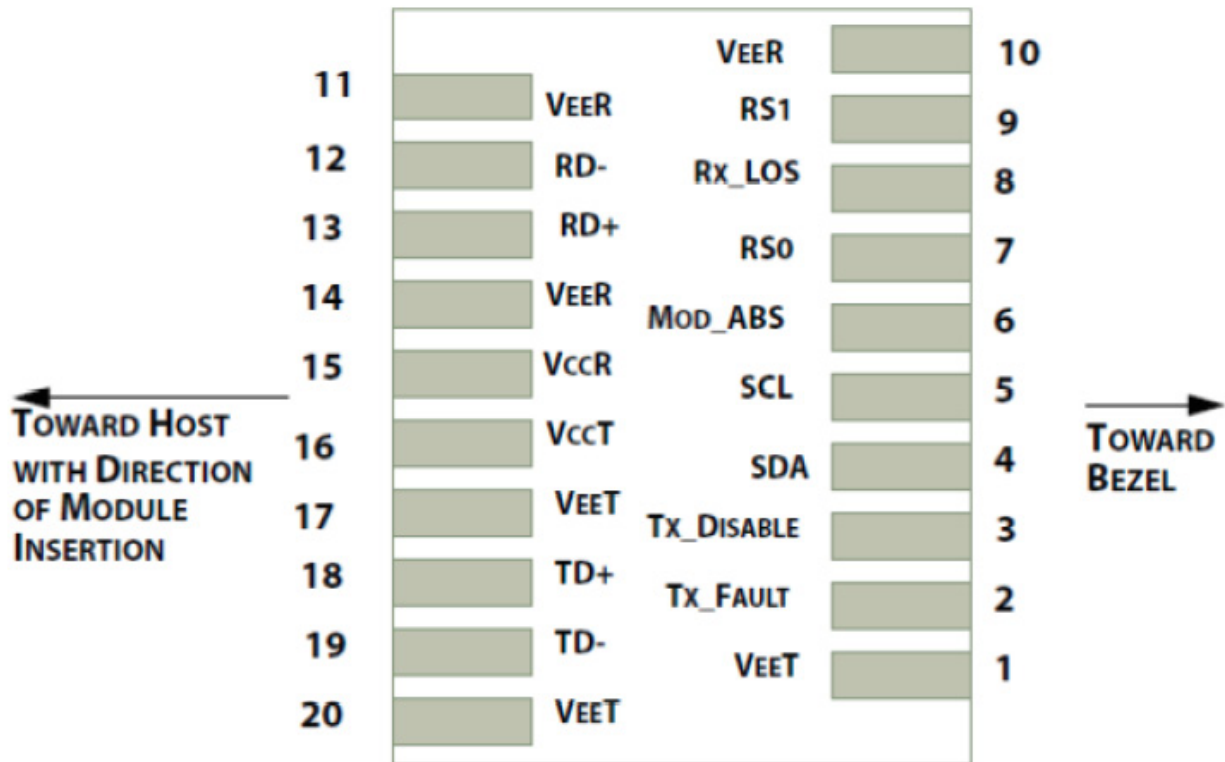 VEER 10
11 VEER
RS1 9
12 RD-
RX_LOS 8
13 RD+
RS0 7
14 VEER
MOD_ABS 6
15 VCCR
SCL 5
TOWARD HOST
WITH DIRECTION
OF MODULE
INSERTION
TOWARD
BEZEL
16 VCCT
SDA 4
17 VEET
TX_DISABLE 3
18 TD+
TX_FAULT 2
19 TD-
VEET 1
20 VEET